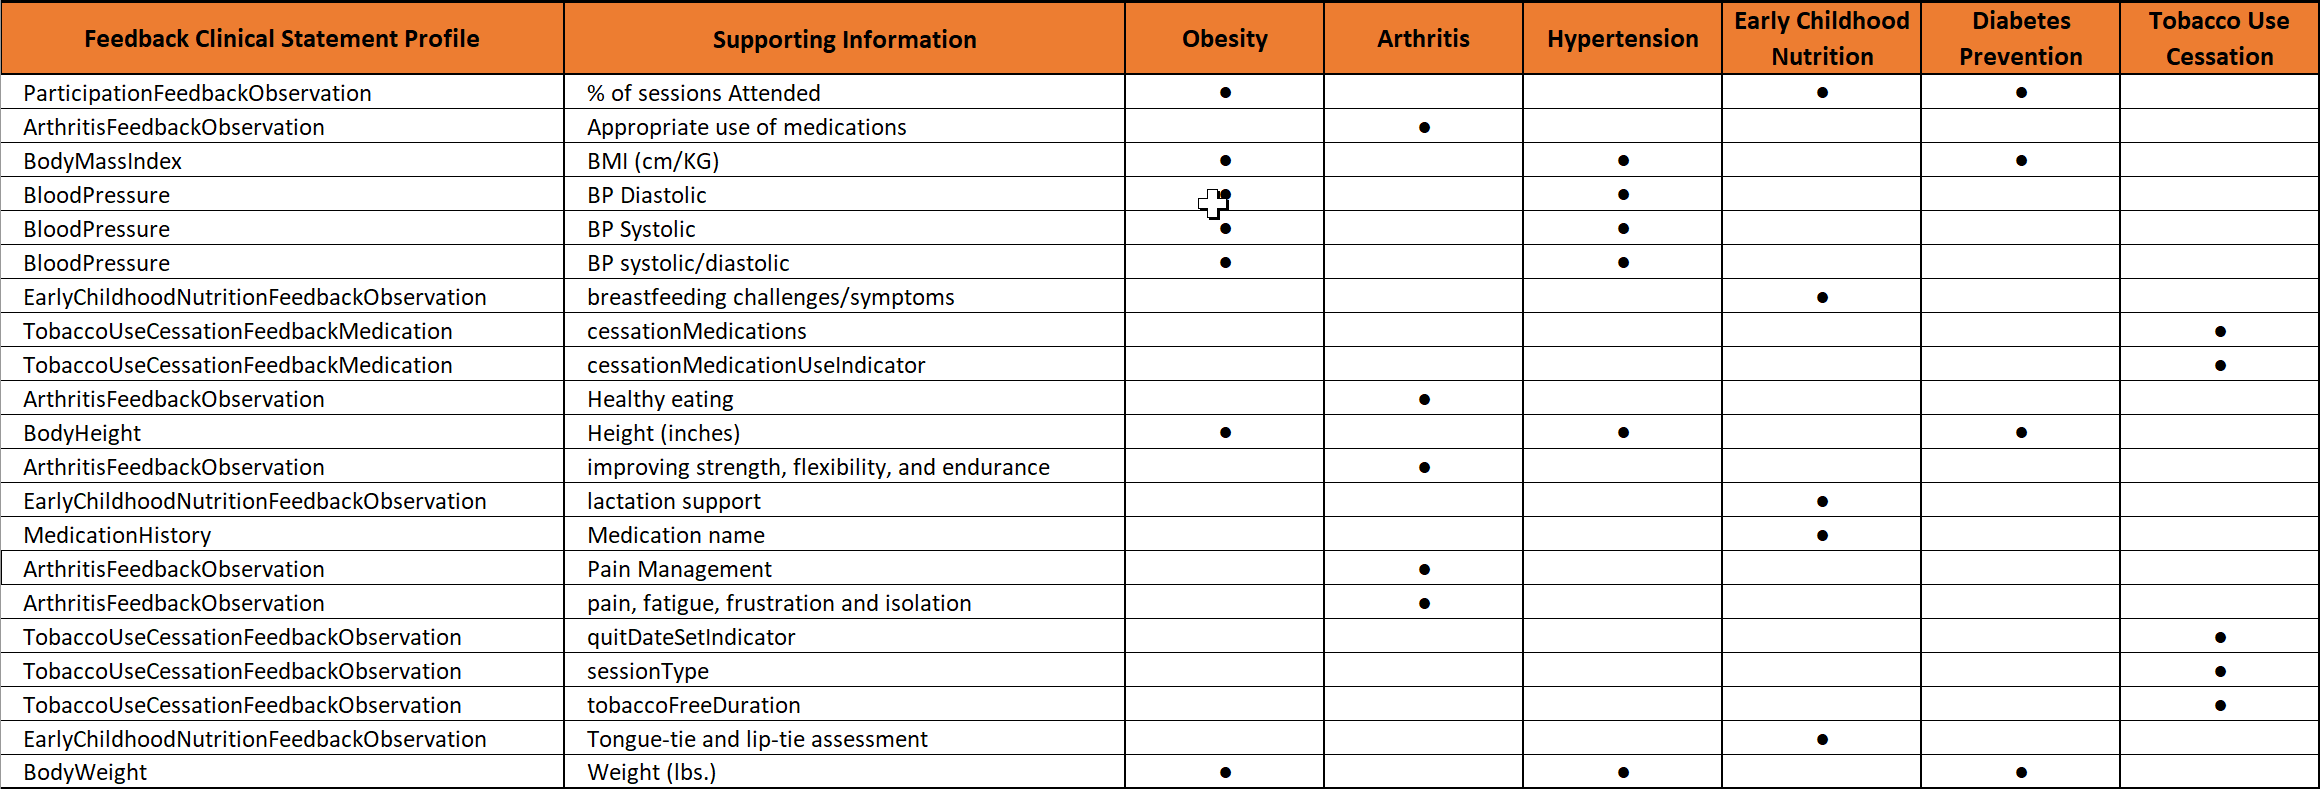 Feedback Clinical Statement Profile Supporting Information Obesity Arthritis Hypertension Early Childhood Nutrition Diabetes Prevention Tobacco Use Cessation
ParticipationFeedbackObservation % of sessions Attended ● ● ●
ArthritisFeedbackObservation Appropriate use of medications ●
BodyMassIndex BMI (cm/KG) ● ● ●
BloodPressure BP Diastolic ● ●
BloodPressure BP Systolic ● ●
BloodPressure BP systolic/diastolic ● ●
EarlyChildhoodNutritionFeedbackObservation breastfeeding challenges/symptoms ●
TobaccoUseCessationFeedbackMedication cessationMedications ●
TobaccoUseCessationFeedbackMedication cessationMedicationUseIndicator ●
ArthritisFeedbackObservation Healthy eating ●
BodyHeight Height (inches) ● ● ●
ArthritisFeedbackObservation improving strength, flexibility, and endurance ●
EarlyChildhoodNutritionFeedbackObservation lactation support ●
MedicationHistory Medication name ●
ArthritisFeedbackObservation Pain Management ●
ArthritisFeedbackObservation pain, fatigue, frustration and isolation ●
TobaccoUseCessationFeedbackObservation quitDateSetIndicator ●
TobaccoUseCessationFeedbackObservation sessionType ●
TobaccoUseCessationFeedbackObservation tobaccoFreeDuration ●
EarlyChildhoodNutritionFeedbackObservation Tongue-tie and lip-tie assessment ●
BodyWeight Weight (lbs.) ● ● ●